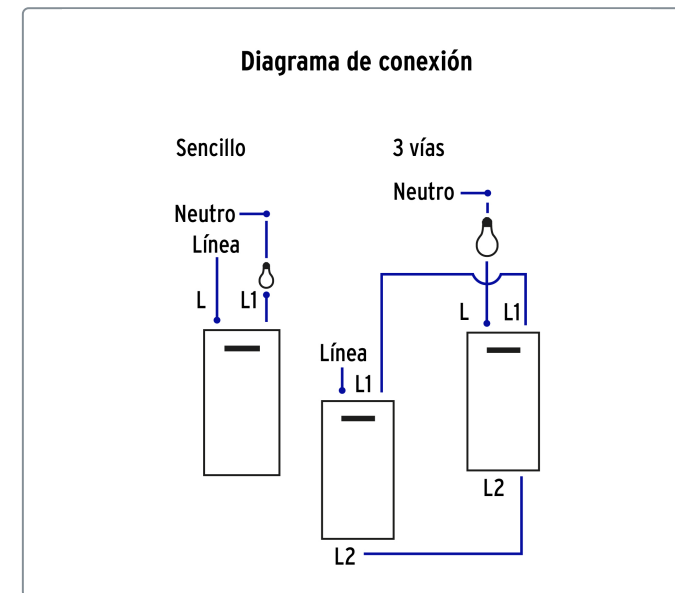 Diagrama de conexión
Sencillo
3 vías
Neutro
Línea
L
L1
Neutro
L
L1
Línea
L1
L2
L2